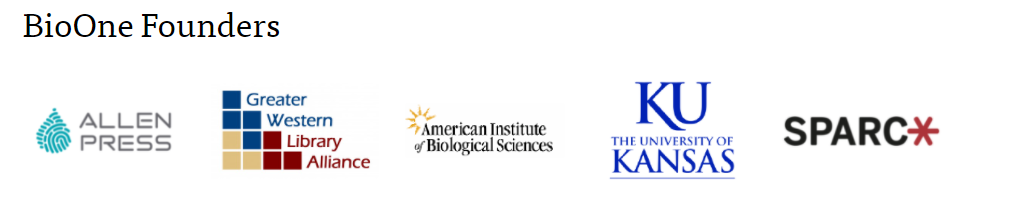 BioOne Founders
ALLEN
PRESS
Greater
Western
Library
Alliance
American Institute
of Biological Sciences
KU
THE UNIVERSITY OF
KANSAS
SPARC